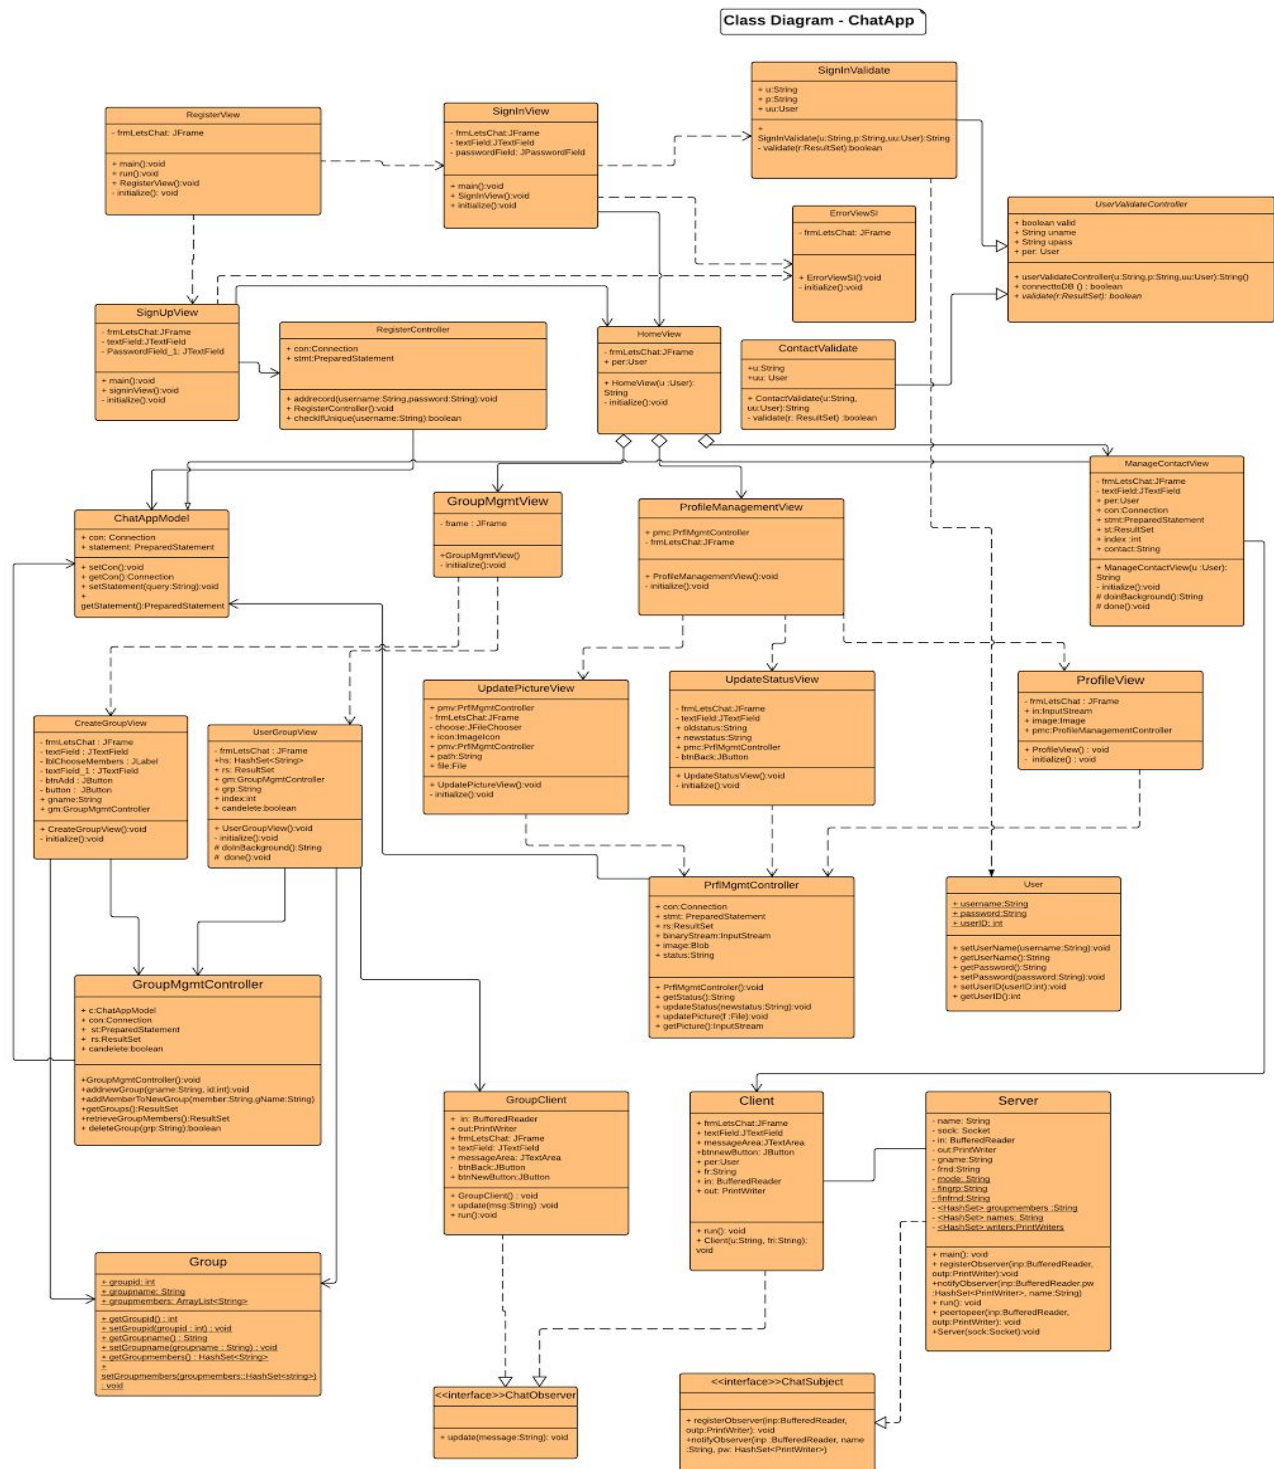 Class Diagram - ChatApp
SignInValidate
+ u:String
+ p:String
+ uu:User
+
SignInValidate(u:String,p:String,uu:User):String
- validate(r:ResultSet):boolean
RegisterView
- frmLetsChat: JFrame
+ main():void
+ run():void
+ RegisterView():void
- initialize(): void
SignInView
- frmLetsChat:JFrame
- textField:JTextField
- passwordField: JPasswordField
+ main():void
+ SignInView():void
+ initialize():void
UserValidateController
+ boolean valid
+ String uname
+ String upass
+ per: User
+ userValidateController(u:String,p:String,uu:User):String()
+ connecttoDB () : boolean
+ validate(r:ResultSet): boolean
ErrorViewSI
- frmLetsChat: JFrame
+ ErrorViewSI():void
- initialize():void
SignUpView
- frmLetsChat:JFrame
- textField:JTextField
- PasswordField_1: JTextField
+ main():void
+ signinView():void
- initialize():void
RegisterController
+ con:Connection
+ stmt:PreparedStatement
+ addrecord(username:String,password:String):void
+ RegisterController():void
+ checkIfUnique(username:String):boolean
HomeView
- frmLetsChat:JFrame
+ per:User
+ HomeView(u :User):
String
- initialize():void
ContactValidate
+u:String
+uu: User
+ ContactValidate(u:String,
uu:User):String
- validate(r: ResultSet) :boolean
ManageContactView
- frmLetsChat:JFrame
- textField:JTextField
+ per:User
+ con:Connection
+ stmt:PreparedStatement
+ st:ResultSet
+ index :int
+ contact:String
+ ManageContactView(u :User):
String
- initialize():void
# doinBackground():String
# done():void
ChatAppModel
+ con: Connection
+ statement: PreparedStatement
+ setCon():void
+ getCon():Connection
+ setStatement(query:String):void
+
getStatement():PreparedStatement
GroupMgmtView
- frame : JFrame
+GroupMgmtView()
- initiialize():void
ProfileManagementView
+ pmc:PrflMgmtController
- frmLetsChat:JFrame
+ ProfileManagementView():void
- initialize():void
UpdatePictureView
+ pmv:PrflMgmtController
- frmLetsChat:JFrame
- choose:JFileChooser
+ icon:ImageIcon
+ pmv:PrflMgmtController
+ path:String
+ file:File
+ UpdatePictureView():void
- initialize():void
UpdateStatusView
- frmLetsChat:JFrame
- textField:JTextField
+ oldstatus:String
+ newstatus:String
+ pmc:PrflMgmtController
- btnBack:JButton
+ UpdateStatusView():void
- initialize():void
ProfileView
- frmLetsChat : JFrame
+ in:InputStream
+ image:Image
+ pmc:ProfileManagementController
+ ProfileView() : void
- initialize() : void
CreateGroupView
- frmLetsChat : JFrame
- textField : JTextField
- lblChooseMembers : JLabel
- textField_1 : JTextField
- btnAdd : JButton
- button : JButton
+ gname:String
+ gm:GroupMgmtController
+ CreateGroupView():void
- initialize():void
UserGroupView
- frmLetsChat : JFrame
+hs: HashSet<String>
+ rs: ResultSet
+ gm:GroupMgmtController
+ grp:String
+ index:int
+ candelete:boolean
+ UserGroupView():void
- initialize():void
# doInBackground():String
# done():void
PrflMgmtController
+ con:Connection
+ stmt: PreparedStatement
+ rs:ResultSet
+ binaryStream:InputStream
+ image:Blob
+ status:String
+ PrflMgmtControler():void
+ getStatus():String
+ updateStatus(newstatus:String):void
+ updatePicture(f :File):void
+ getPicture():InputStream
User
+ username:String
+ password:String
+ userID: int
+ setUserName(username:String):void
+ getUserName():String
+ getPassword():String
+ setPassword(password:String):void
+ setUserID(userID:int):void
+ getUserID():int
GroupMgmtController
+ c:ChatAppModel
+ con:Connection
+ st:PreparedStatement
+ rs:ResultSet
+ candelete:boolean
+GroupMgmtController():void
+addnewGroup(gname:String, id:int):void
+addMemberToNewGroup(member:String,gName:String)
+getGroups():ResultSet
+retrieveGroupMembers():ResultSet
+ deleteGroup(grp:String):boolean
GroupClient
+ in: BufferedReader
+ out:PrintWriter
+ frmLetsChat: JFrame
+ textField: JTextField
+ messageArea: JTextArea
- btnBack:JButton
+ btnNewButton:JButton
+ GroupClient() : void
+ update(msg:String) :void
+ run():void
Client
+ frmLetsChat:JFrame
+ textField:JTextField
+ messageArea:JTextArea
+btnnewButton: JButton
+ per:User
+ fr:String
+ in: BufferedReader
+ out: PrintWriter
+ run(): void
+ Client(u:String, fri:String):
void
Server
- name: String
- sock: Socket
- in: BufferedReader
- out:PrintWriter
- gname:String
- frnd:String
- mode: String
- fingrp:String
- finfrnd:String
- <HashSet> groupmembers :String
- <HashSet> names: String
- <HashSet> writers:PrintWriters
+ main(): void
+ registerObserver(inp:BufferedReader,
outp:PrintWriter):void
+notifyObserver(inp:BufferedReader,pw
:HashSet<PrintWriter>, name:String)
+ run(): void
+ peertopeer(inp:BufferedReader,
outp:PrintWriter): void
+Server(sock:Socket):void
Group
+ groupid: int
+ groupname: String
+ groupmembers: ArrayList<String>
+ getGroupid() : int
+ setGroupid(groupid : int) : void
+ getGroupname() : String
+ setGroupname(groupname : String) : void
+ getGroupmembers() : HashSet<String>
+
setGroupmembers(groupmembers::HashSet<string>)
: void
<<interface>>ChatObserver
+ update(message:String): void
<<interface>>ChatSubject
+ registerObserver(inp:BufferedReader,
outp:PrintWriter): void
+notifyObserver(inp :BufferedReader, name
:String, pw: HashSet<PrintWriter>)